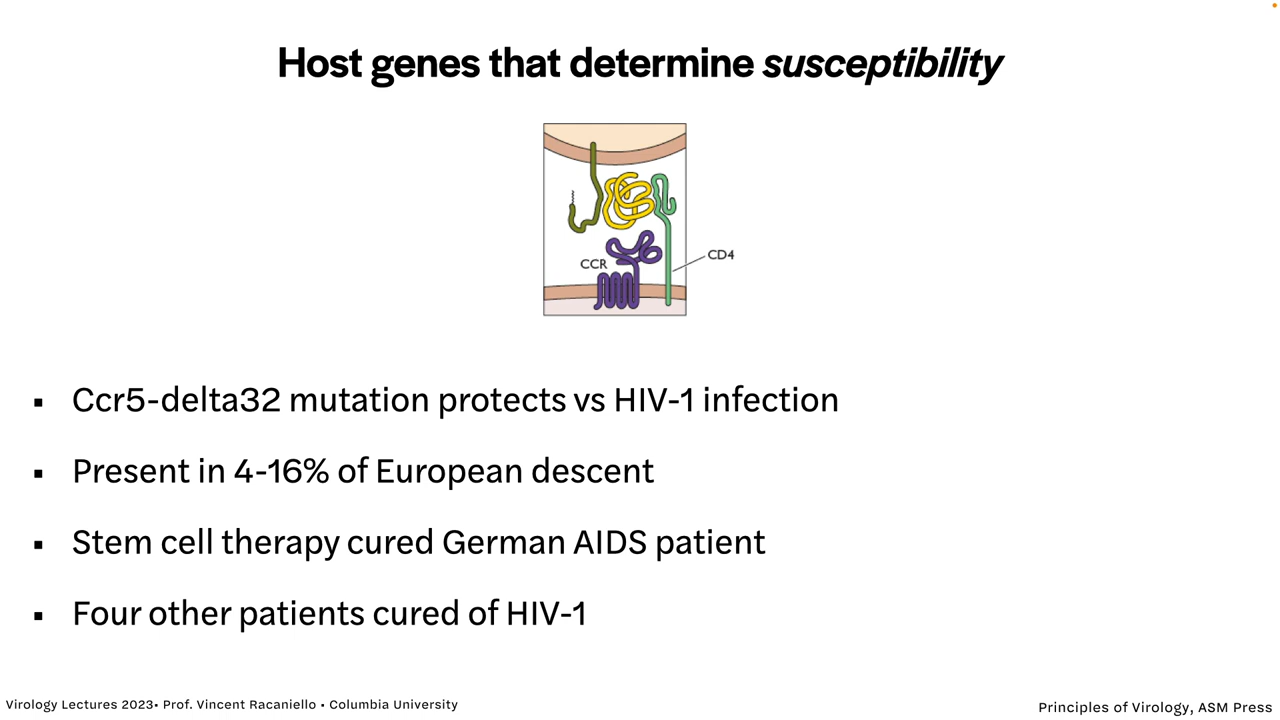 Host genes that determine susceptibility
CCR
CD4
▪ Ccr5-delta32 mutation protects vs HIV-1 infection
▪ Present in 4-16% of European descent
▪ Stem cell therapy cured German AIDS patient
▪ Four other patients cured of HIV-1
Virology Lectures 2023• Prof. Vincent Racaniello • Columbia University
Principles of Virology, ASM Press